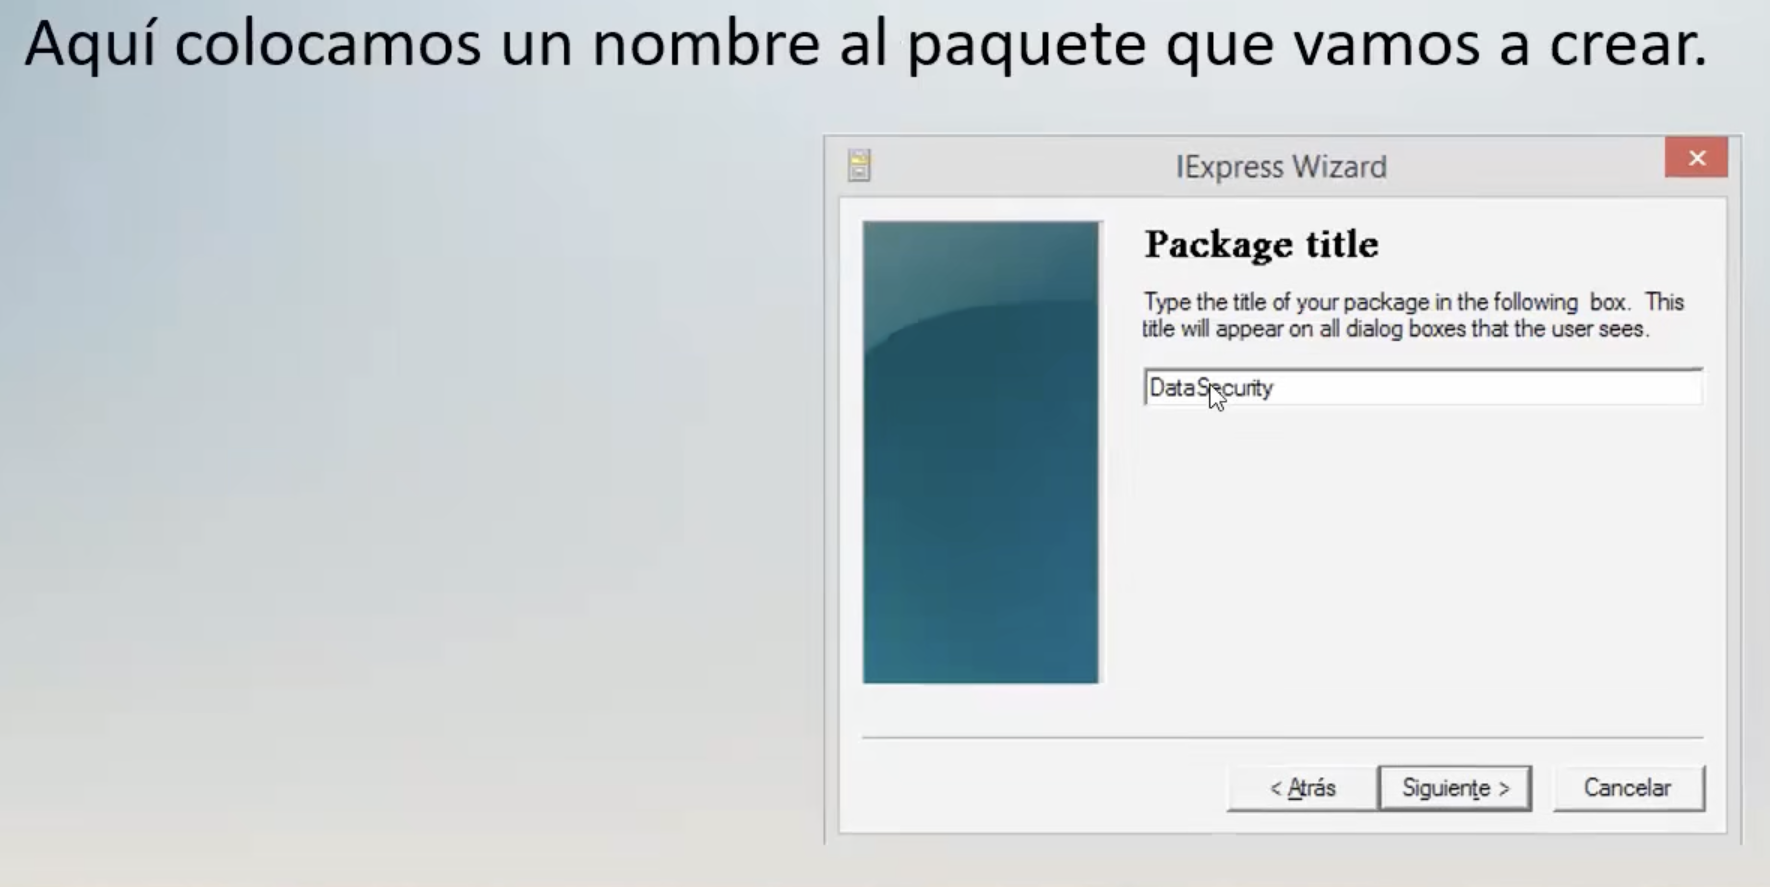 Aquí colocamos un nombre al paquete que vamos a crear.
IExpress Wizard
Package title
Type the title of your package in the following box. This
title will appear on all dialog boxes that the user sees.
DataSecurity
< Atrás
Siguiente >
Cancelar